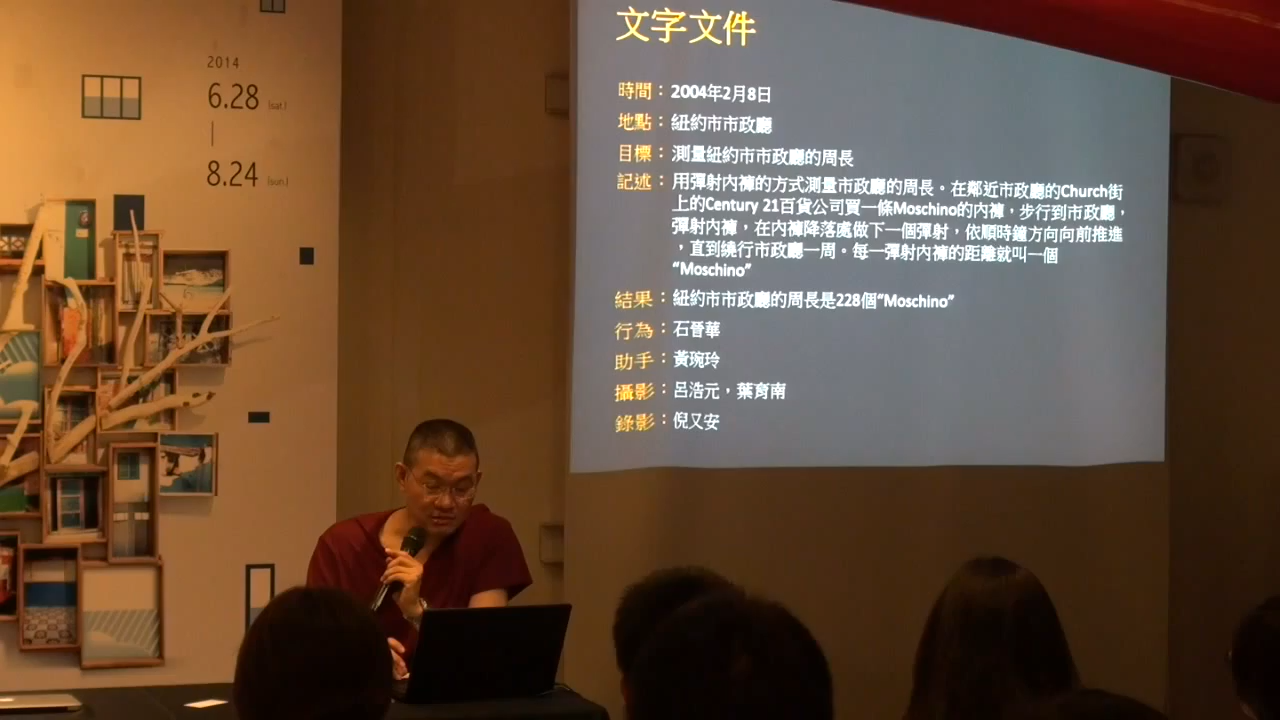 2014
6.28 (sat.)
8.24 (sun.)
文字文件
時間：2004年2月8日
地點：紐約市市政廳
目標：測量紐約市市政廳的周長
記述：用彈射內褲的方式測量市政廳的周長。在鄰近市政廳的Church街
上的Century 21百貨公司買一條Moschino的內褲，步行到市政廳，
彈射內褲，在內褲降落處做下一個彈射，依順時鐘方向向前推進
，直到繞行市政廳一周。每一彈射內褲的距離就叫一個
“Moschino”
結果：紐約市市政廳的周長是228個“Moschino”
行為：石晉華
助手：黃琬玲
攝影：呂浩元，葉育南
錄影：倪又安